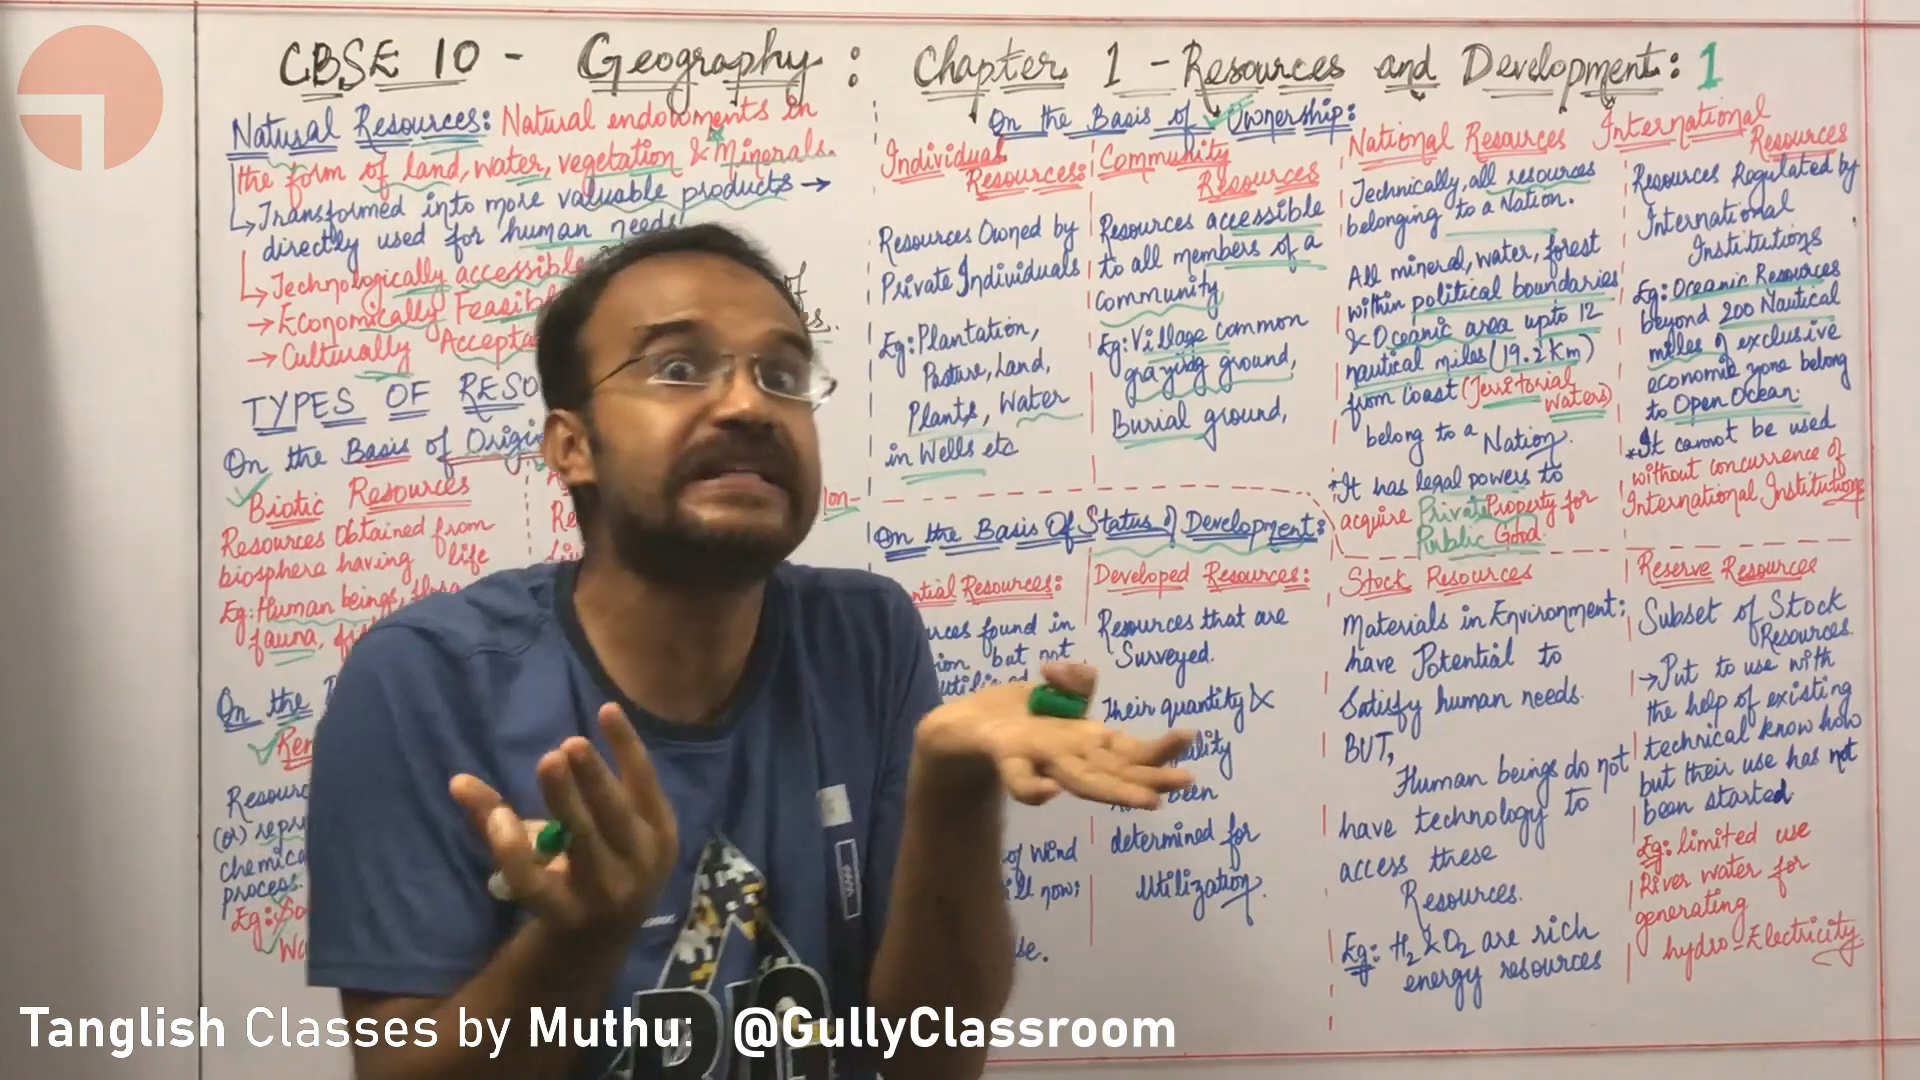 CBSE 10 - Geography : Chapter 1 - Resources and Development: 1
Natural Resources: Natural endowments in
the form of land, water, vegetation & Minerals.
Transformed into more valuable products →
directly used for human needs
Technologically accessible
→ Economically
→ Culturally
TYPES OF
On the Basis of
Biotic Resources
Resources Obtained from
biosphere having life
Eg: Human beings,
fauna,
On the
(or)
process.
Eg:
On the Basis of Ownership:
Individual
Resources:
Resources Owned by
Private Individuals
Eg: Plantation,
Pasture, Land,
Plants, Water
in Wells etc
Community
Resources
Resources accessible
to all members of a
community
Eg: Village common
grazing ground,
Burial ground,
National Resources
Technically, all resources
belonging to a Nation.
All mineral, water, forest
within political boundaries
& Oceanic area upto 12
nautical miles (19.2 Km)
from Coast (Territorial
Waters)
belong to a Nation.
*It has legal powers to
acquire Private Property for
Public Good.
International
Resources
Resources Regulated by
International
Institutions
Eg: Oceanic Resources
beyond 200 Nautical
miles of exclusive
economic zone belong
to Open Ocean.
*It cannot be used
without concurrence of
International Institutions
On the Basis Of Status of Development:
Resources:
found in
but not
of Wind
now;
Developed Resources:
Resources that are
Surveyed.
Their quantity &
been
determined for
Utilization.
Stock Resources
Materials in Environment:
have Potential to
Satisfy human needs.
BUT,
Human beings do not
have technology to
access these
Resources.
Eg: H2 & O2 are rich
energy resources
Reserve Resources
Subset of Stock
Resources.
→Put to use with
the help of existing
technical know how
but their use has not
been started
Eg: limited use
River water for
generating
hydro-Electricity
Tanglish Classes by Muthu: @GullyClassroom